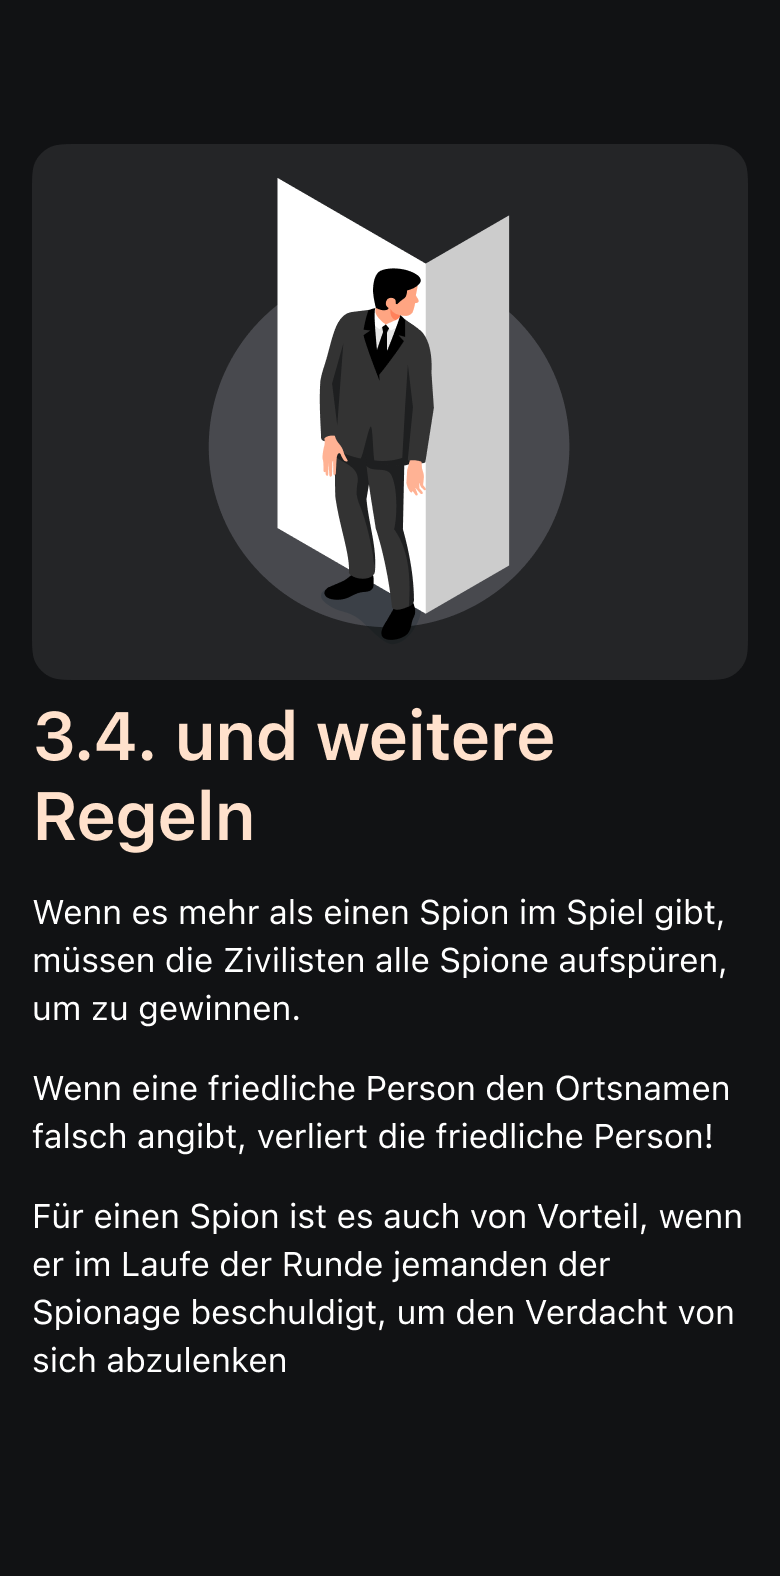 3.4. und weitere
Regeln
Wenn es mehr als einen Spion im Spiel gibt,
müssen die Zivilisten alle Spione aufspüren,
um zu gewinnen.
Wenn eine friedliche Person den Ortsnamen
falsch angibt, verliert die friedliche Person!
Für einen Spion ist es auch von Vorteil, wenn
er im Laufe der Runde jemanden der
Spionage beschuldigt, um den Verdacht von
sich abzulenken